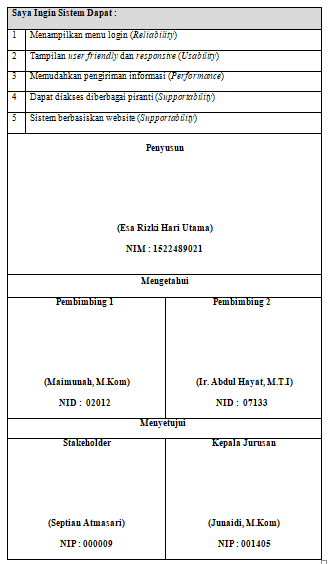 Saya Ingin Sistem Dapat :
1 Menampilkan menu login (Reliability)
2 Tampilan user friendly dan responsive (Usability)
3 Memudahkan pengiriman informasi (Performance)
4 Dapat diakses diberbagai piranti (Supportability)
5 Sistem berbasiskan website (Supportability)
Penyusun
(Esa Rizki Hari Utama)
NIM : 1522489021
Mengetahui
Pembimbing 1 Pembimbing 2
(Maimunah, M.Kom) (Ir. Abdul Hayat, M.T.I)
NID : 02012 NID : 07133
Menyetujui
Stakeholder Kepala Jurusan
(Septian Atmasari) (Junaidi, M.Kom)
NIP : 000009 NIP : 001405